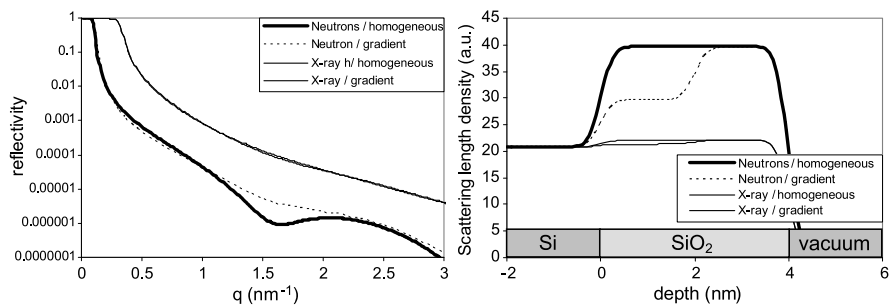 1
0.1
0.01
0.001
0.0001
0.00001
0.000001
0.0000001
reflectivity
0
0.5
1
1.5
2
2.5
3
q (nm-1)
Neutrons / homogeneous
Neutron / gradient
X-ray h/ homogeneous
X-ray / gradient
45
40
35
30
25
20
15
10
5
0
Scattering length density (a.u.)
Neutrons / homogeneous
Neutron / gradient
X-ray / homogeneous
X-ray / gradient
Si
SiO2
vacuum
-2
0
2
4
6
depth (nm)